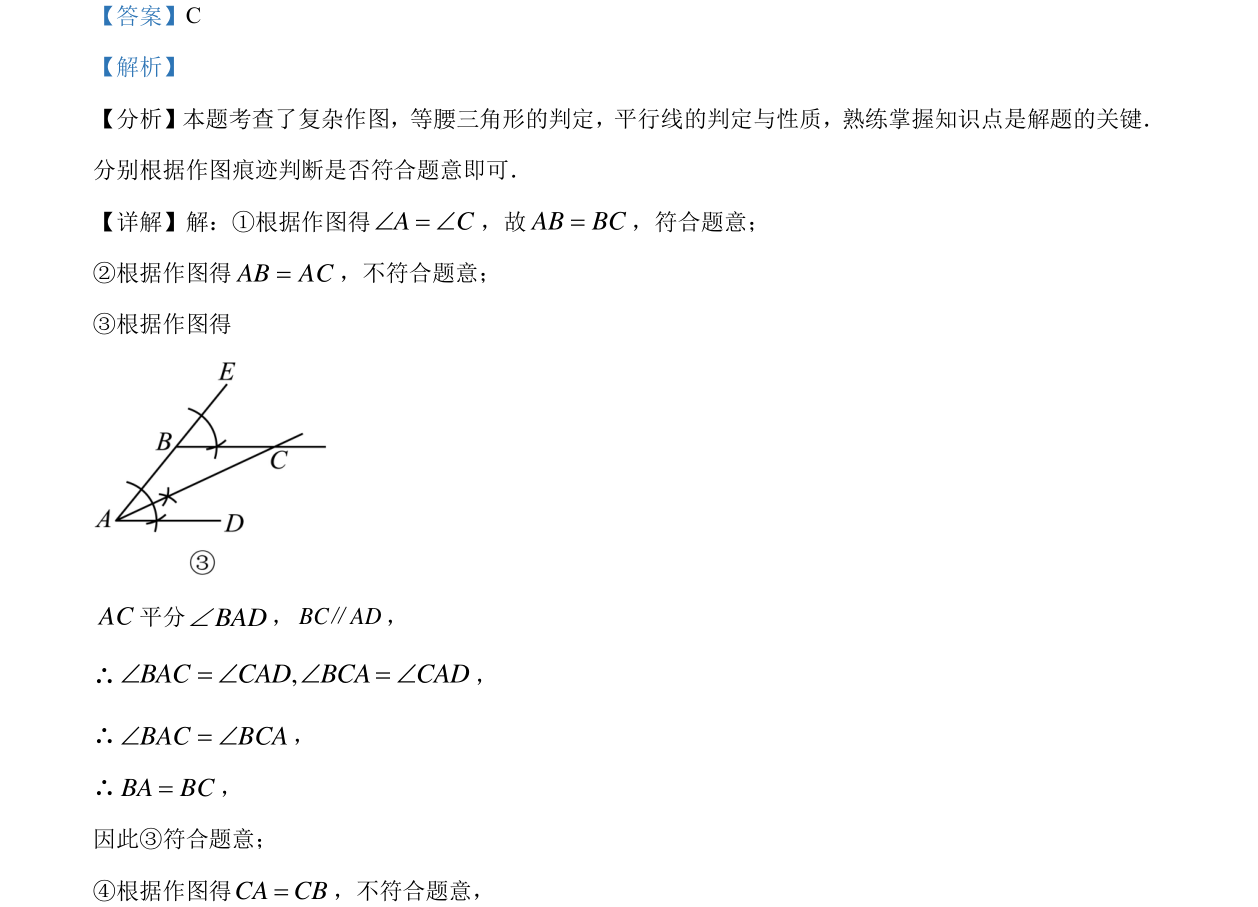 【答案】C
【解析】
【分析】本题考查了复杂作图，等腰三角形的判定，平行线的判定与性质，熟练掌握知识点是解题的关键．
分别根据作图痕迹判断是否符合题意即可．
【详解】解：①根据作图得∠A = ∠C，故 AB = BC，符合题意；
②根据作图得 AB = AC，不符合题意；
③根据作图得
E
B
C
A
D
③
AC 平分∠BAD，BC∥AD，
∴∠BAC = ∠CAD,∠BCA = ∠CAD，
∴∠BAC = ∠BCA，
∴BA = BC，
因此③符合题意；
④根据作图得CA = CB，不符合题意，